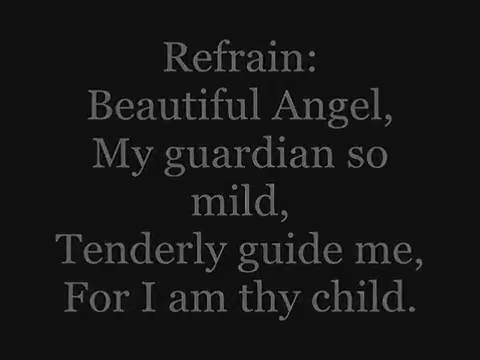 Refrain:
Beautiful Angel,
My guardian so
mild,
Tenderly guide me,
For I am thy child.